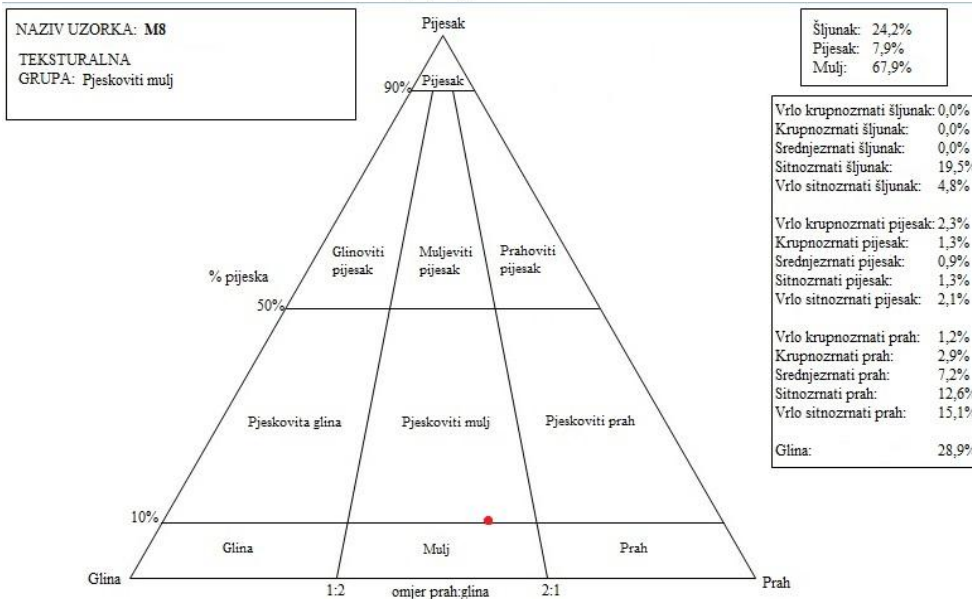 NAZIV UZORKA: M8
TEKSTURALNA
GRUPA: Pjeskoviti mulj
Pijesak
90%
Pijesak
Glinoviti
pijesak
Muljeviti
pijesak
Prahoviti
pijesak
% pijeska
50%
Pjeskovita glina
Pjeskoviti mulj
Pjeskoviti prah
10%
Glina
Mulj
Prah
Glina
1:2
omjer prah:glina
2:1
Prah
Šljunak: 24,2%
Pijesak: 7,9%
Mulj: 67,9%
Vrlo krupnozrnati šljunak: 0,0%
Krupnozrnati šljunak: 0,0%
Srednjezrnati šljunak: 0,0%
Sitnozrnati šljunak: 19,5%
Vrlo sitnozrnati šljunak: 4,8%
Vrlo krupnozrnati pijesak: 2,3%
Krupnozrnati pijesak: 1,3%
Srednjezrnati pijesak: 0,9%
Sitnozrnati pijesak: 1,3%
Vrlo sitnozrnati pijesak: 2,1%
Vrlo krupnozrnati prah: 1,2%
Krupnozrnati prah: 2,9%
Srednjezrnati prah: 7,2%
Sitnozrnati prah: 12,6%
Vrlo sitnozrnati prah: 15,1%
Glina: 28,9%